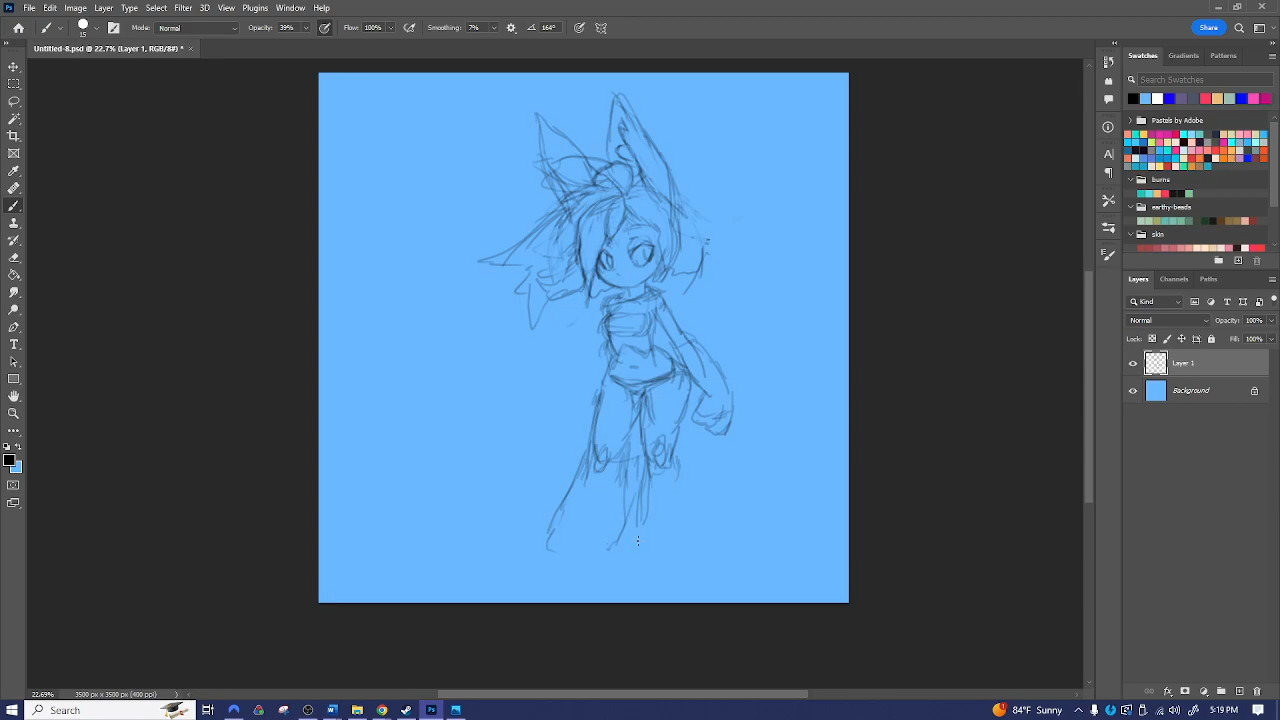 File Edit Image Layer Type Select Filter 3D View Plugins Window Help
15 Mode: Normal Opacity: 39% Flow: 100% Smoothing: 7% 164° Share
Untitled-8.psd @ 22.7% (Layer 1, RGB/8#) * ×
Swatches Gradients Patterns
Search Swatches
Pastels by Adobe
burns
earthy-beads
skin
Layers Channels Paths
Kind
Normal Opacity: 100%
Lock: Fill: 100%
Layer 1
Background
22.69% 3500 px x 3500 px (400 ppi)
Search 84°F Sunny 5:19 PM